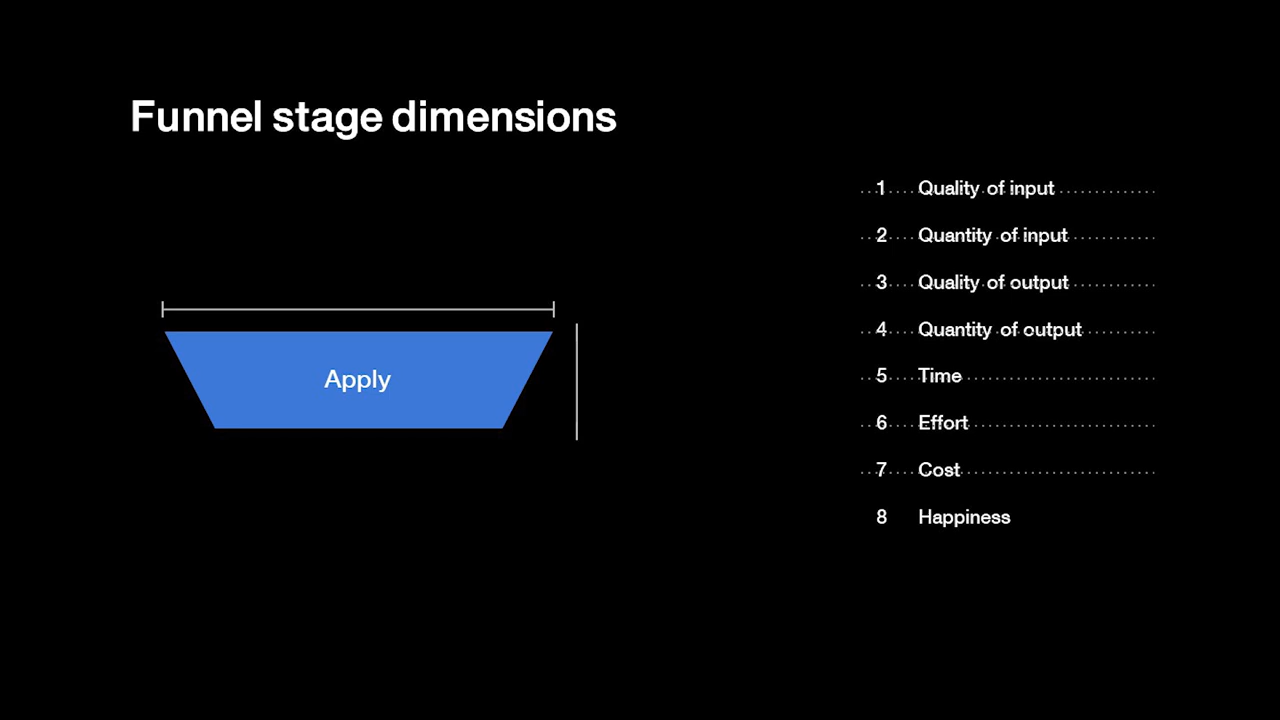 Funnel stage dimensions
Apply
1 Quality of input
2 Quantity of input
3 Quality of output
4 Quantity of output
5 Time
6 Effort
7 Cost
8 Happiness